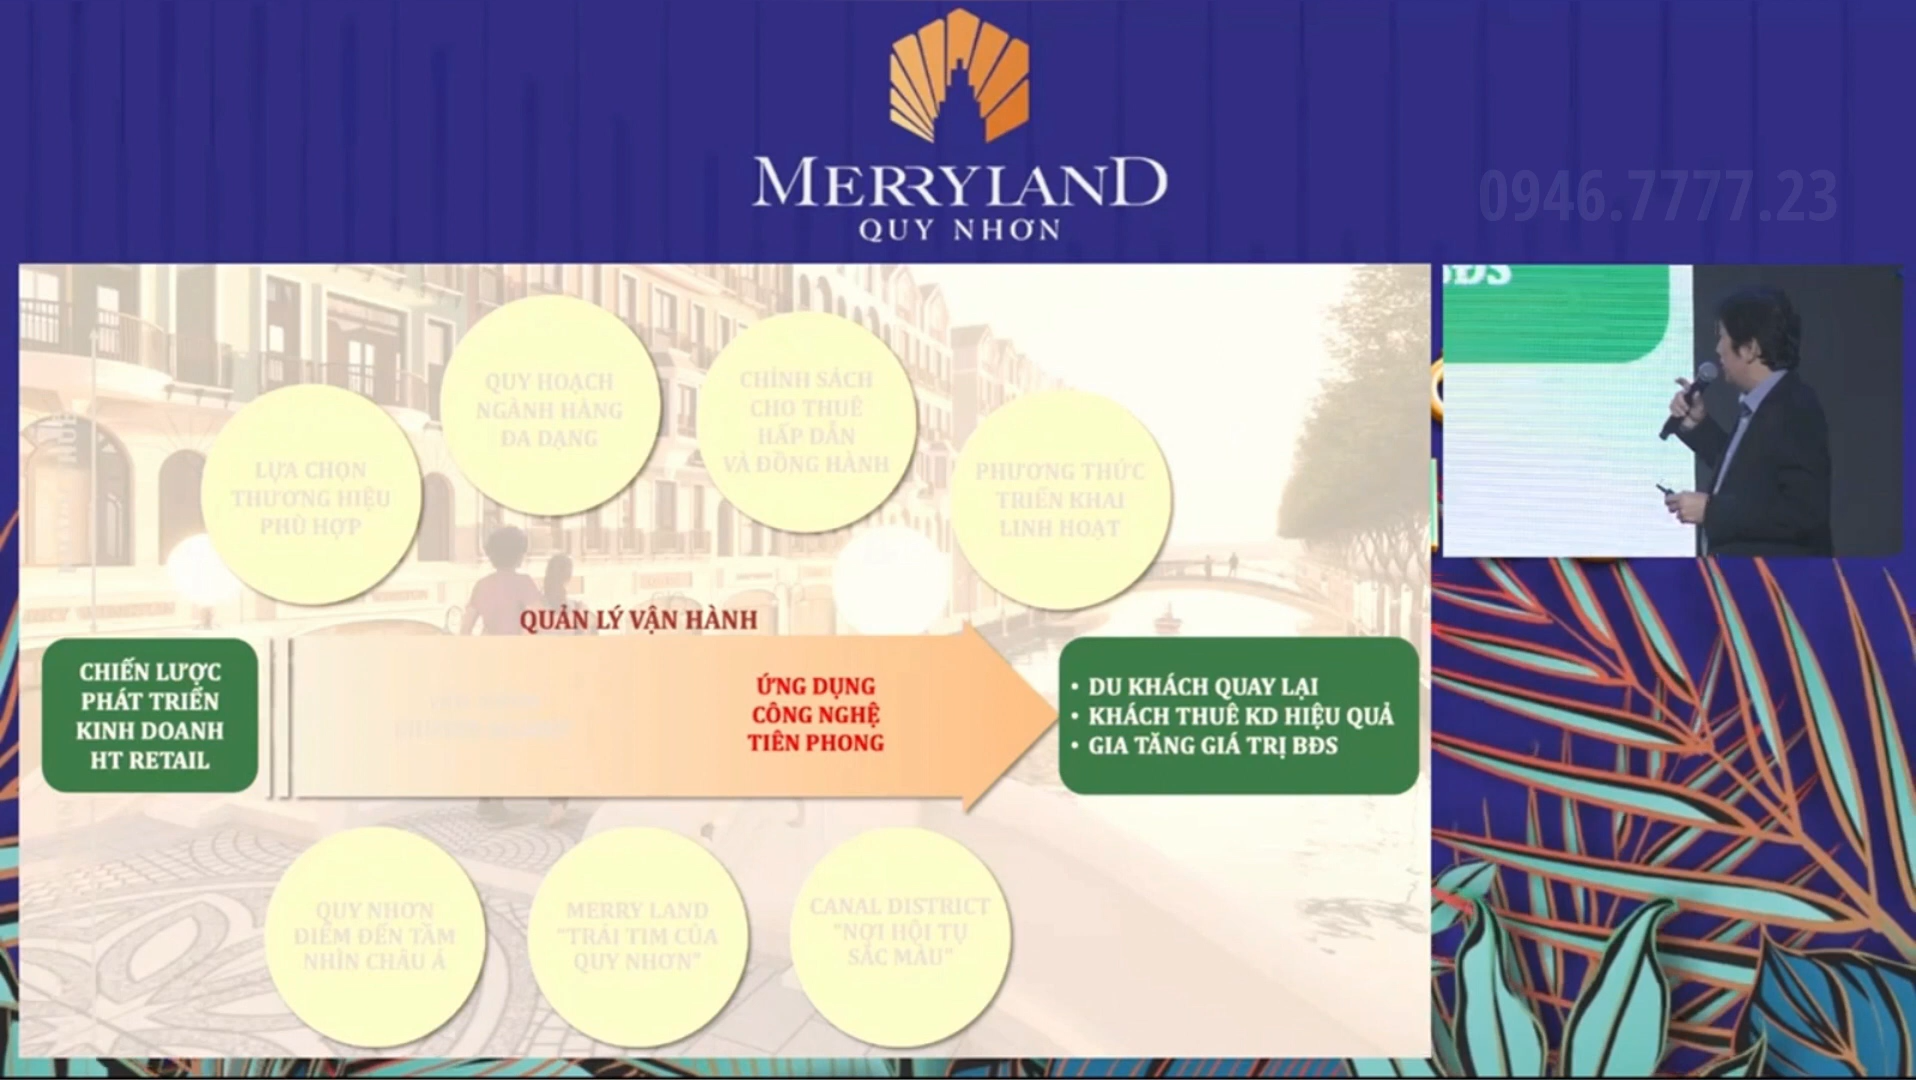 MERRYLAND
QUY NHƠN
0946.7777.23
BĐS
QUY HOẠCH
NGÀNH HÀNG
ĐA DẠNG
CHÍNH SÁCH
CHO THUÊ
HẤP DẪN
VÀ ĐỒNG HÀNH
LỰA CHỌN
THƯƠNG HIỆU
PHÙ HỢP
PHƯƠNG THỨC
TRIỂN KHAI
LINH HOẠT
QUẢN LÝ VẬN HÀNH
CHIẾN LƯỢC
PHÁT TRIỂN
KINH DOANH
HT RETAIL
ỨNG DỤNG
CÔNG NGHỆ
TIÊN PHONG
• DU KHÁCH QUAY LẠI
• KHÁCH THUÊ KD HIỆU QUẢ
• GIA TĂNG GIÁ TRỊ BĐS
QUY NHƠN
ĐIỂM ĐẾN TẦM
NHÌN CHÂU Á
MERRY LAND
"TRÁI TIM CỦA
QUY NHƠN"
CANAL DISTRICT
"NƠI HỘI TỤ
SẮC MÀU"